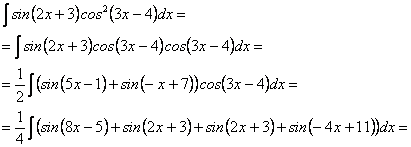 ∫sin(2x+3)cos²(3x−4)dx=
=∫sin(2x+3)cos(3x−4)cos(3x−4)dx=
=1/2∫(sin(5x−1)+sin(−x+7))cos(3x−4)dx=
=1/4∫(sin(8x−5)+sin(2x+3)+sin(2x+3)+sin(−4x+11))dx=